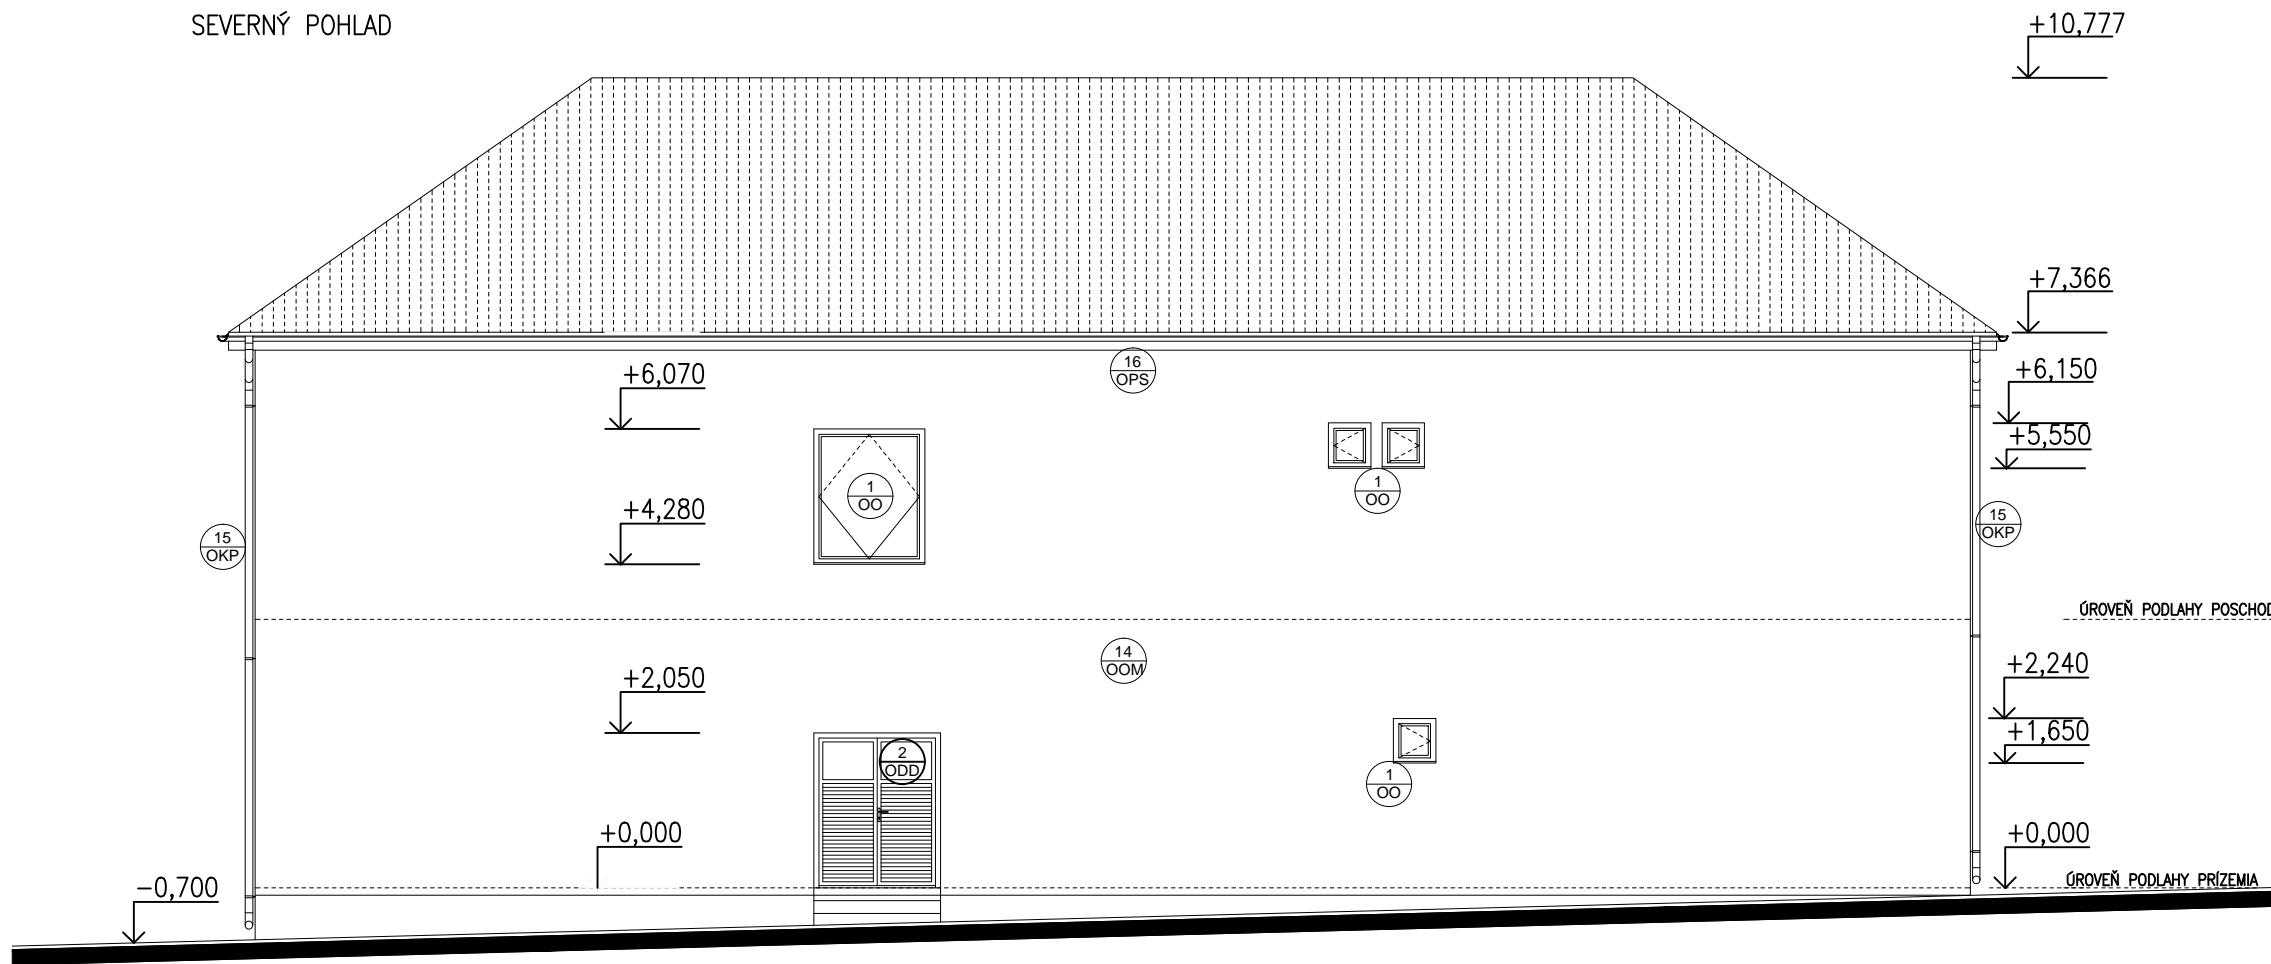 SEVERNÝ POHLAD
+10,777
+7,366
16
OPS
+6,070
+6,150
+5,550
1
OO
1
OO
+4,280
15
OKP
15
OKP
ÚROVEŇ PODLAHY POSCHOD
14
OOM
+2,050
+2,240
+1,650
2
ODD
1
OO
+0,000
+0,000
-0,700
ÚROVEŇ PODLAHY PRÍZEMIA